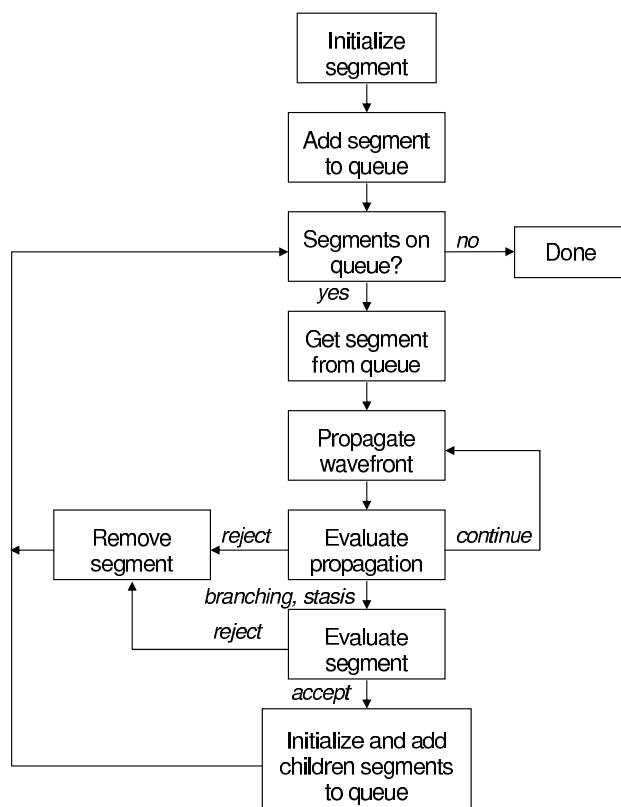 Initialize
segment
Add segment
to queue
Segments on
queue?
no
Done
yes
Get segment
from queue
Propagate
wavefront
Remove
segment
reject
Evaluate
propagation
continue
branching, stasis
reject
Evaluate
segment
accept
Initialize and add
children segments
to queue